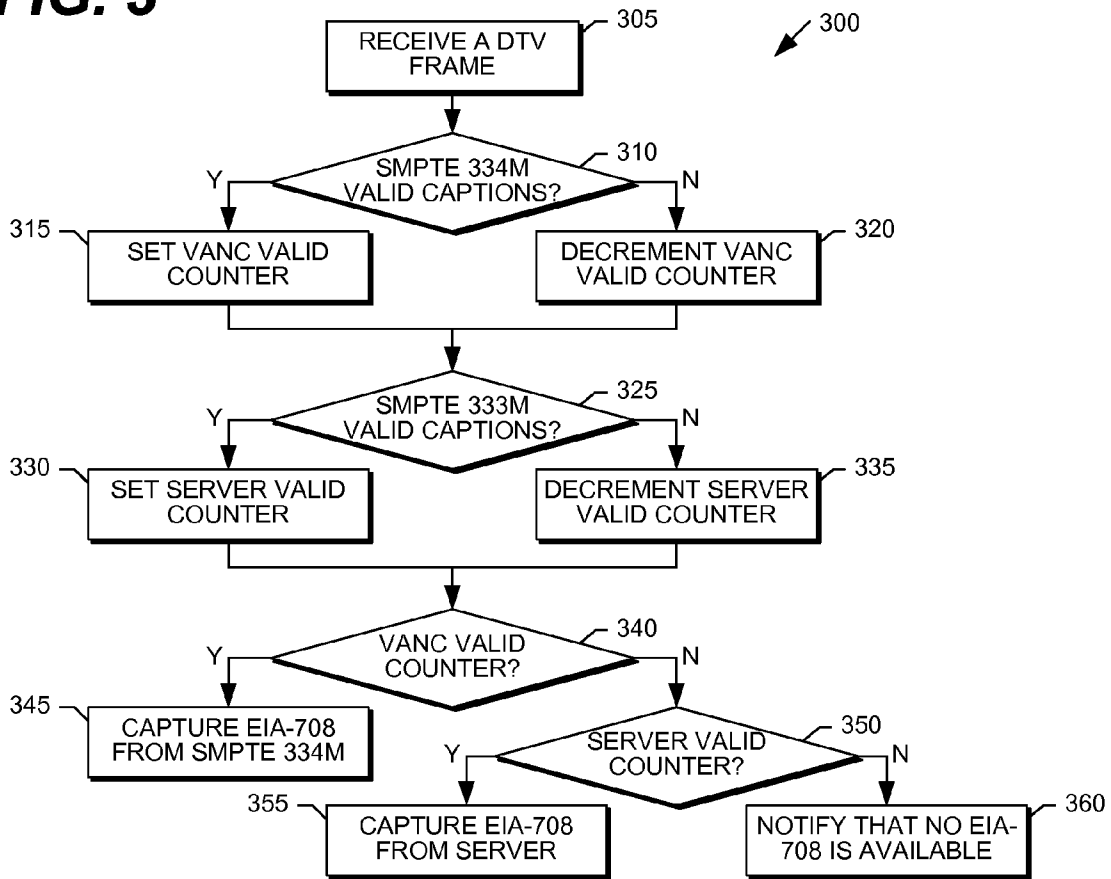 FIG. 3
305
300
RECEIVE A DTV
FRAME
310
SMPTE 334M
VALID CAPTIONS?
Y
N
315
320
SET VANC VALID
COUNTER
DECREMENT VANC
VALID COUNTER
325
SMPTE 333M
VALID CAPTIONS?
Y
N
330
335
SET SERVER VALID
COUNTER
DECREMENT SERVER
VALID COUNTER
340
VANC VALID
COUNTER?
Y
N
345
CAPTURE EIA-708
FROM SMPTE 334M
350
SERVER VALID
COUNTER?
Y
N
355
360
CAPTURE EIA-708
FROM SERVER
NOTIFY THAT NO EIA-
708 IS AVAILABLE